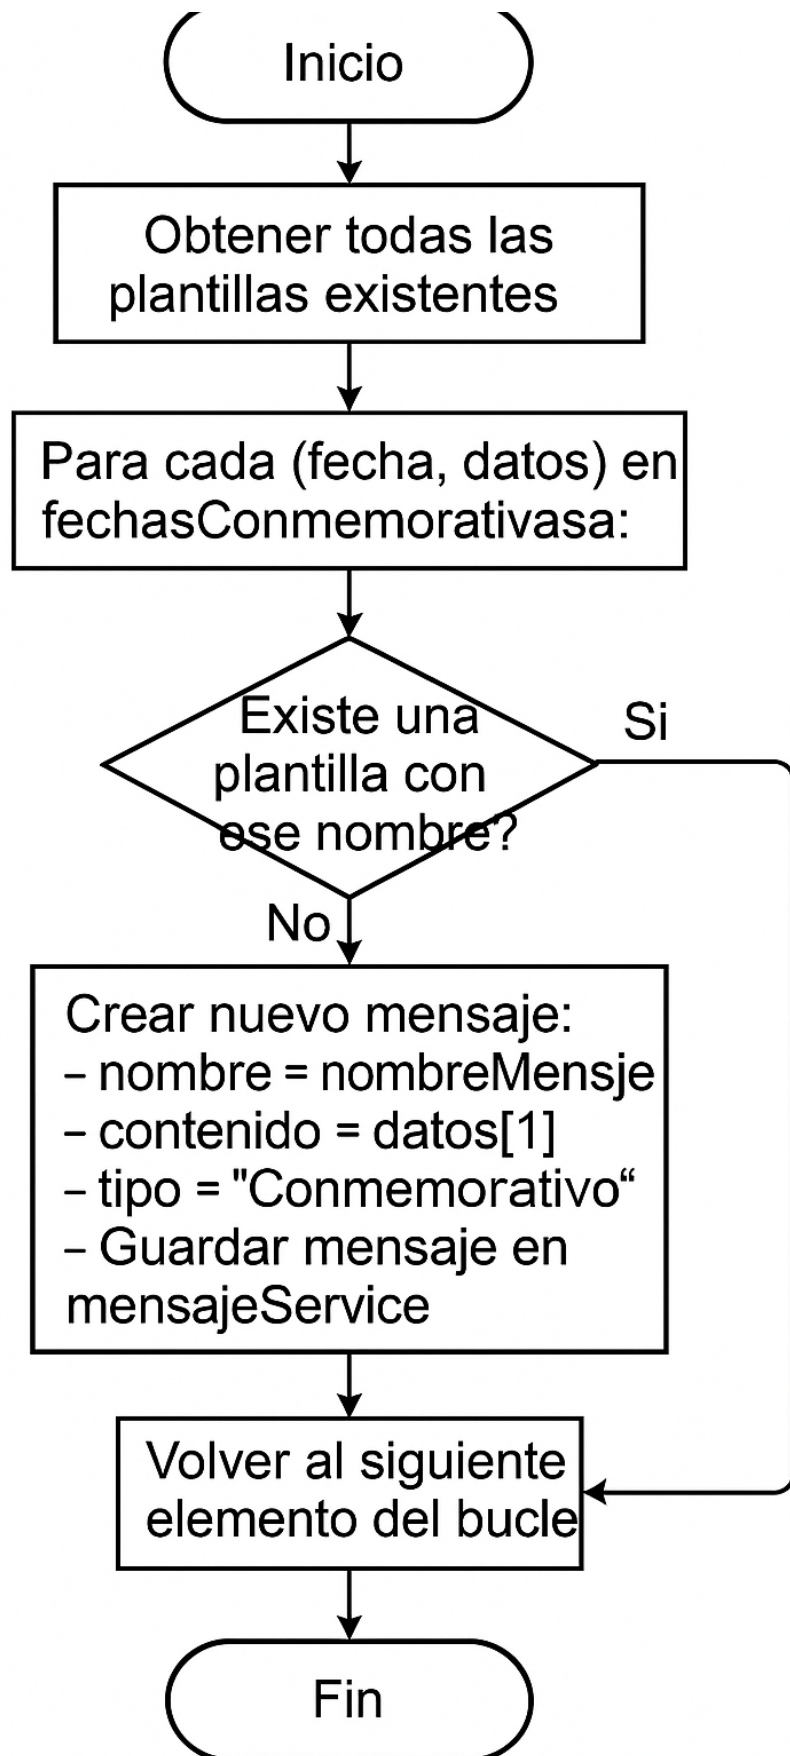 Inicio
Obtener todas las
plantillas existentes
Para cada (fecha, datos) en
fechasConmemorativasa:
Existe una
plantilla con
ese nombre?
Si
No
Crear nuevo mensaje:
– nombre = nombreMensje
– contenido = datos[1]
– tipo = "Conmemorativo“
– Guardar mensaje en
mensajeService
Volver al siguiente
elemento del bucle
Fin